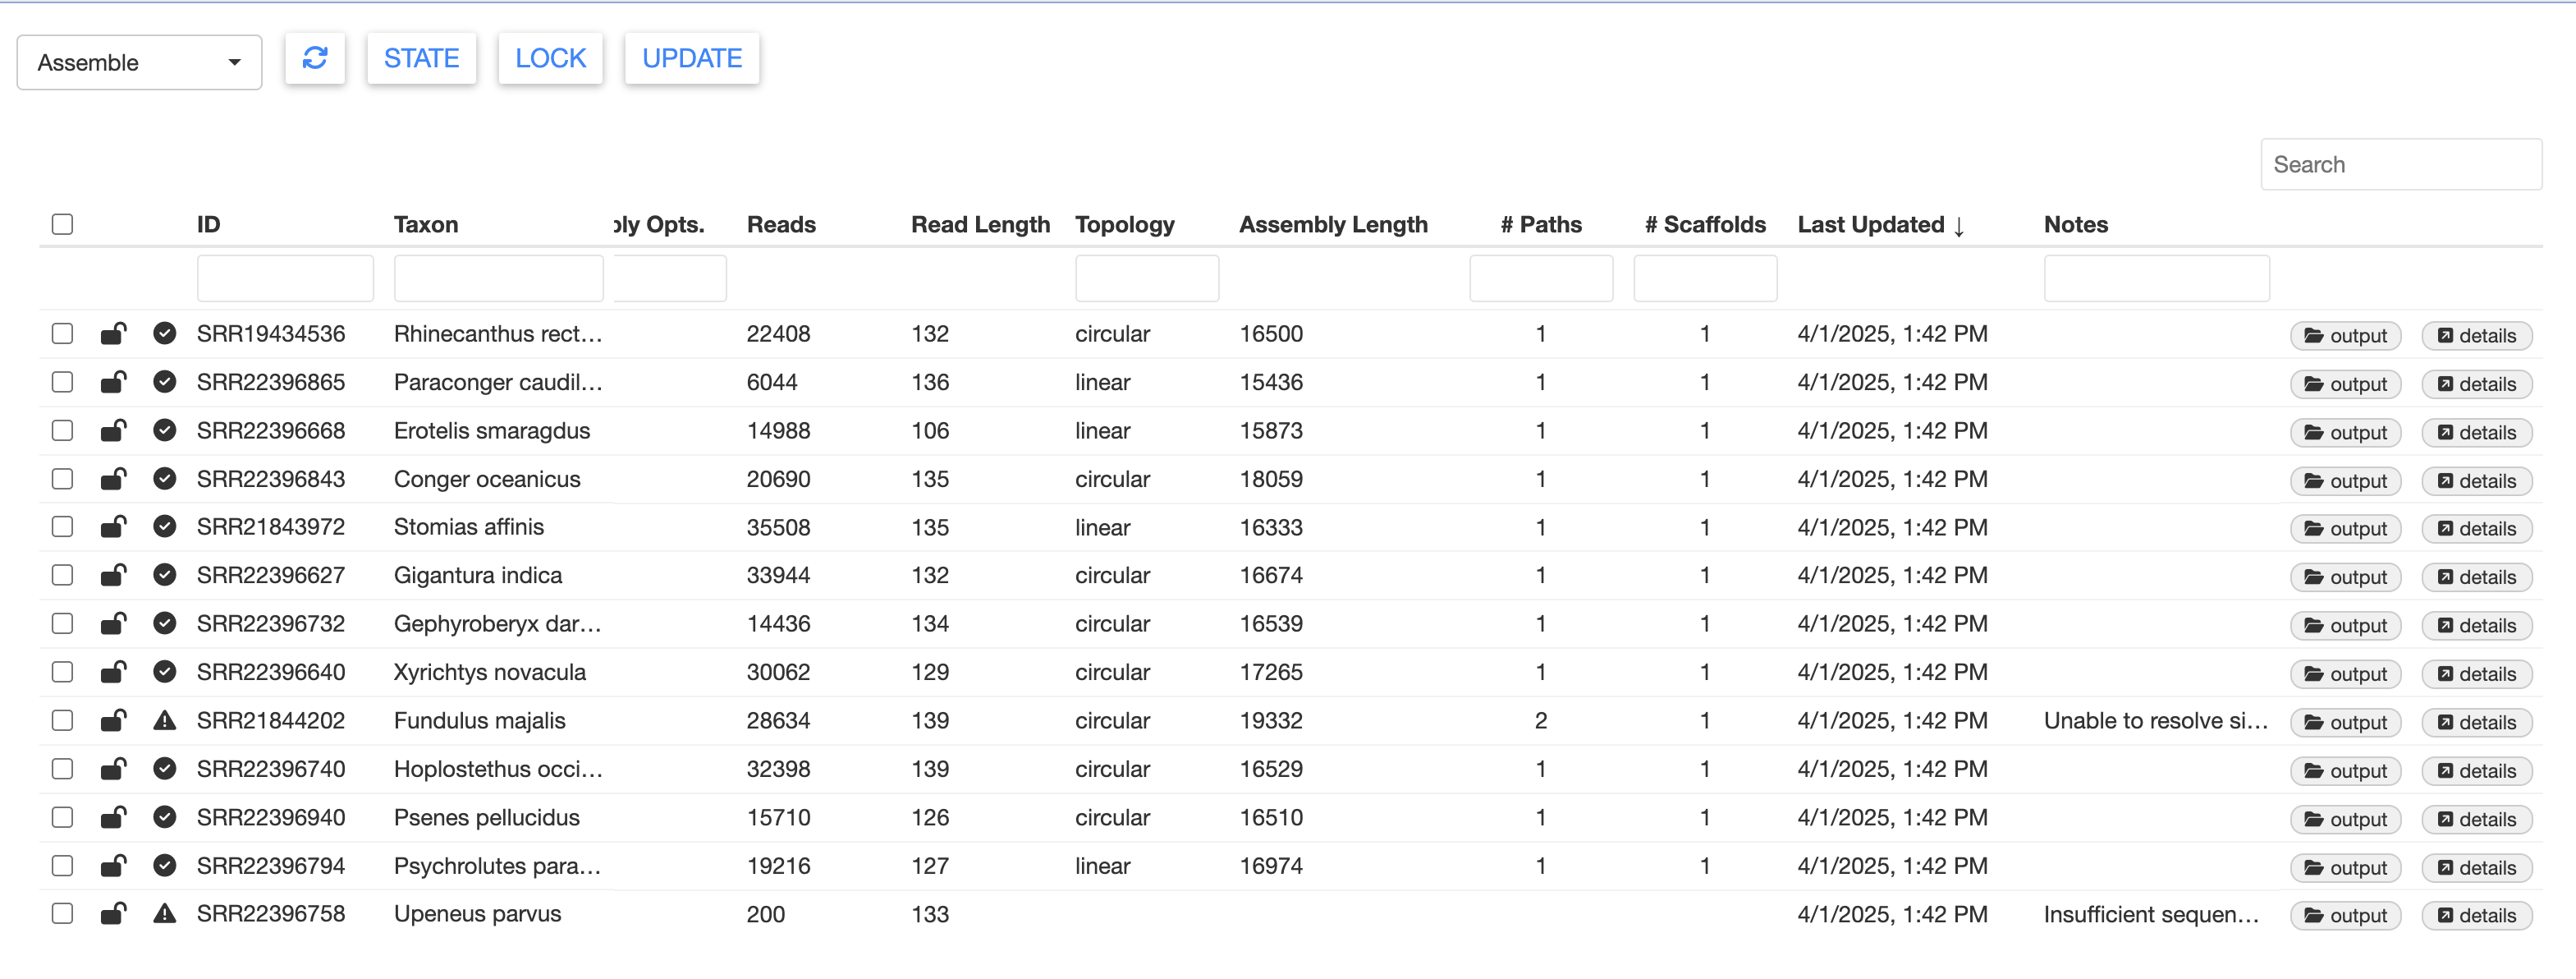 Assemble STATE LOCK UPDATE
Search
ID Taxon bly Opts. Reads Read Length Topology Assembly Length # Paths # Scaffolds Last Updated ↓ Notes
SRR19434536 Rhinecanthus rect... 22408 132 circular 16500 1 1 4/1/2025, 1:42 PM output details
SRR22396865 Paraconger caudil... 6044 136 linear 15436 1 1 4/1/2025, 1:42 PM output details
SRR22396668 Erotelis smaragdus 14988 106 linear 15873 1 1 4/1/2025, 1:42 PM output details
SRR22396843 Conger oceanicus 20690 135 circular 18059 1 1 4/1/2025, 1:42 PM output details
SRR21843972 Stomias affinis 35508 135 linear 16333 1 1 4/1/2025, 1:42 PM output details
SRR22396627 Gigantura indica 33944 132 circular 16674 1 1 4/1/2025, 1:42 PM output details
SRR22396732 Gephyroberyx dar... 14436 134 circular 16539 1 1 4/1/2025, 1:42 PM output details
SRR22396640 Xyrichtys novacula 30062 129 circular 17265 1 1 4/1/2025, 1:42 PM output details
SRR21844202 Fundulus majalis 28634 139 circular 19332 2 1 4/1/2025, 1:42 PM Unable to resolve si... output details
SRR22396740 Hoplostethus occi... 32398 139 circular 16529 1 1 4/1/2025, 1:42 PM output details
SRR22396940 Psenes pellucidus 15710 126 circular 16510 1 1 4/1/2025, 1:42 PM output details
SRR22396794 Psychrolutes para... 19216 127 linear 16974 1 1 4/1/2025, 1:42 PM output details
SRR22396758 Upeneus parvus 200 133 4/1/2025, 1:42 PM Insufficient sequen... output details